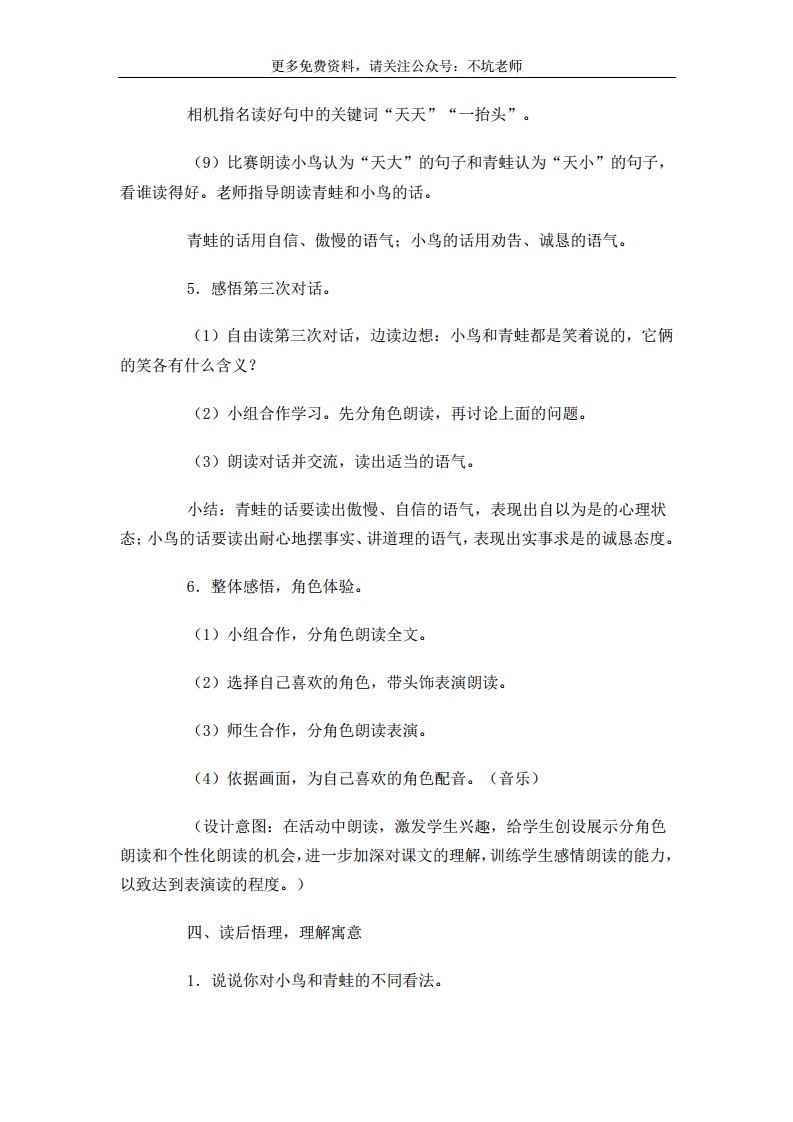 更多免费资料，请关注公众号：不坑老师
相机指名读好句中的关键词“天天”“一抬头”。
（9）比赛朗读小鸟认为“天大”的句子和青蛙认为“天小”的句子，
看谁读得好。老师指导朗读青蛙和小鸟的话。
青蛙的话用自信、傲慢的语气；小鸟的话用劝告、诚恳的语气。
5．感悟第三次对话。
（1）自由读第三次对话，边读边想：小鸟和青蛙都是笑着说的，它俩
的笑各有什么含义？
（2）小组合作学习。先分角色朗读，再讨论上面的问题。
（3）朗读对话并交流，读出适当的语气。
小结：青蛙的话要读出傲慢、自信的语气，表现出自以为是的心理状
态；小鸟的话要读出耐心地摆事实、讲道理的语气，表现出实事求是的诚恳态度。
6．整体感悟，角色体验。
（1）小组合作，分角色朗读全文。
（2）选择自己喜欢的角色，带头饰表演朗读。
（3）师生合作，分角色朗读表演。
（4）依据画面，为自己喜欢的角色配音。（音乐）
（设计意图：在活动中朗读，激发学生兴趣，给学生创设展示分角色
朗读和个性化朗读的机会，进一步加深对课文的理解，训练学生感情朗读的能力，
以致达到表演读的程度。）
四、读后悟理，理解寓意
1．说说你对小鸟和青蛙的不同看法。